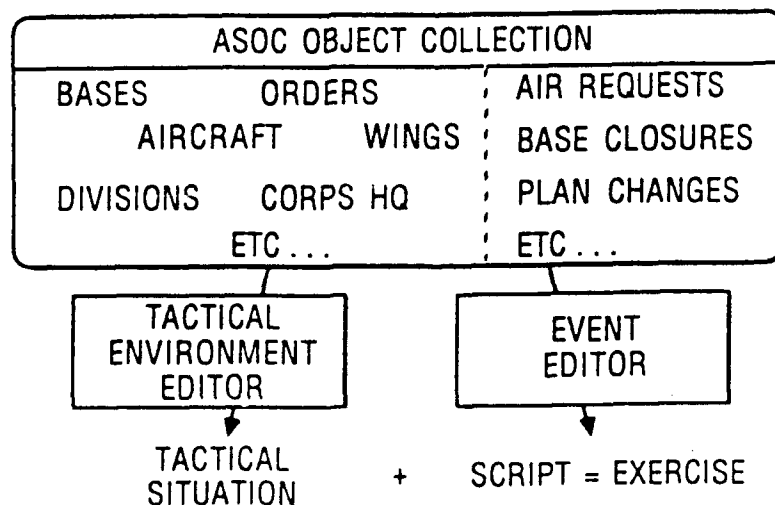 ASOC OBJECT COLLECTION
BASES ORDERS
AIRCRAFT WINGS
DIVISIONS CORPS HQ
ETC...
AIR REQUESTS
BASE CLOSURES
PLAN CHANGES
ETC...
TACTICAL
ENVIRONMENT
EDITOR
EVENT
EDITOR
TACTICAL
SITUATION
+ SCRIPT = EXERCISE